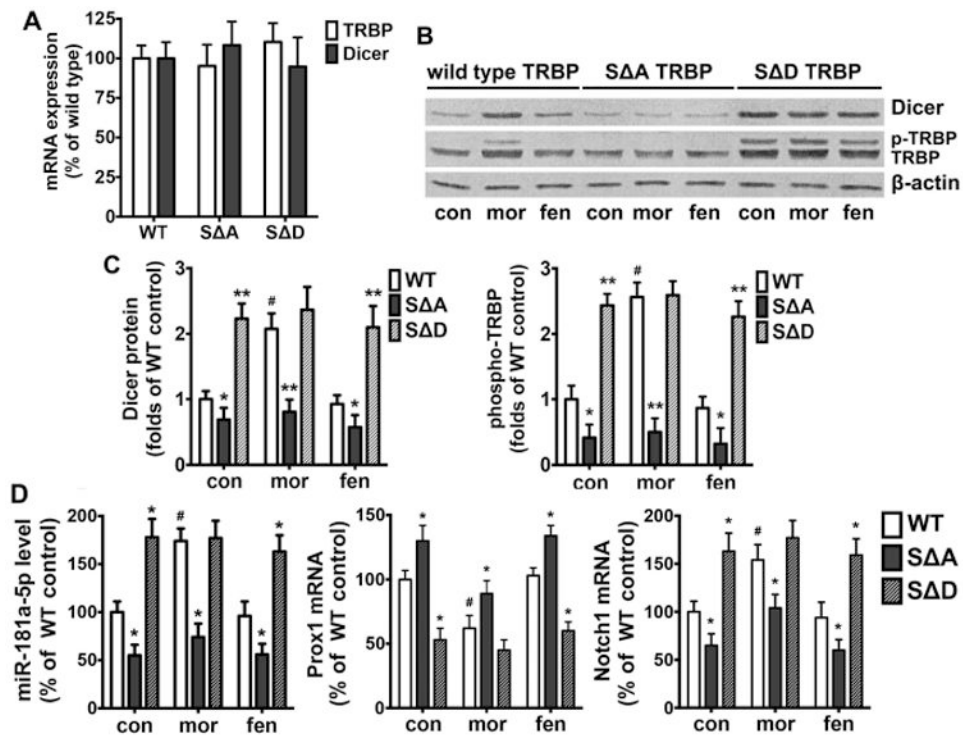 A
mRNA expression
(% of wild type)
125
100
75
50
25
0
TRBP
Dicer
WT SΔA SΔD
B
wild type TRBP SΔA TRBP SΔD TRBP
Dicer
p-TRBP
TRBP
β-actin
con mor fen con mor fen con mor fen
C
Dicer protein
(folds of WT control)
3
2
1
0
** # ** * ** *
WT
SΔA
SΔD
con mor fen
phospho-TRBP
(folds of WT control)
3
2
1
0
** # ** * ** *
WT
SΔA
SΔD
con mor fen
D
miR-181a-5p level
(% of WT control)
200
150
100
50
0
* # * * * *
con mor fen
Prox1 mRNA
(% of WT control)
150
100
50
0
* * # * * *
con mor fen
Notch1 mRNA
(% of WT control)
200
150
100
50
0
* # * * * *
con mor fen
WT
SΔA
SΔD